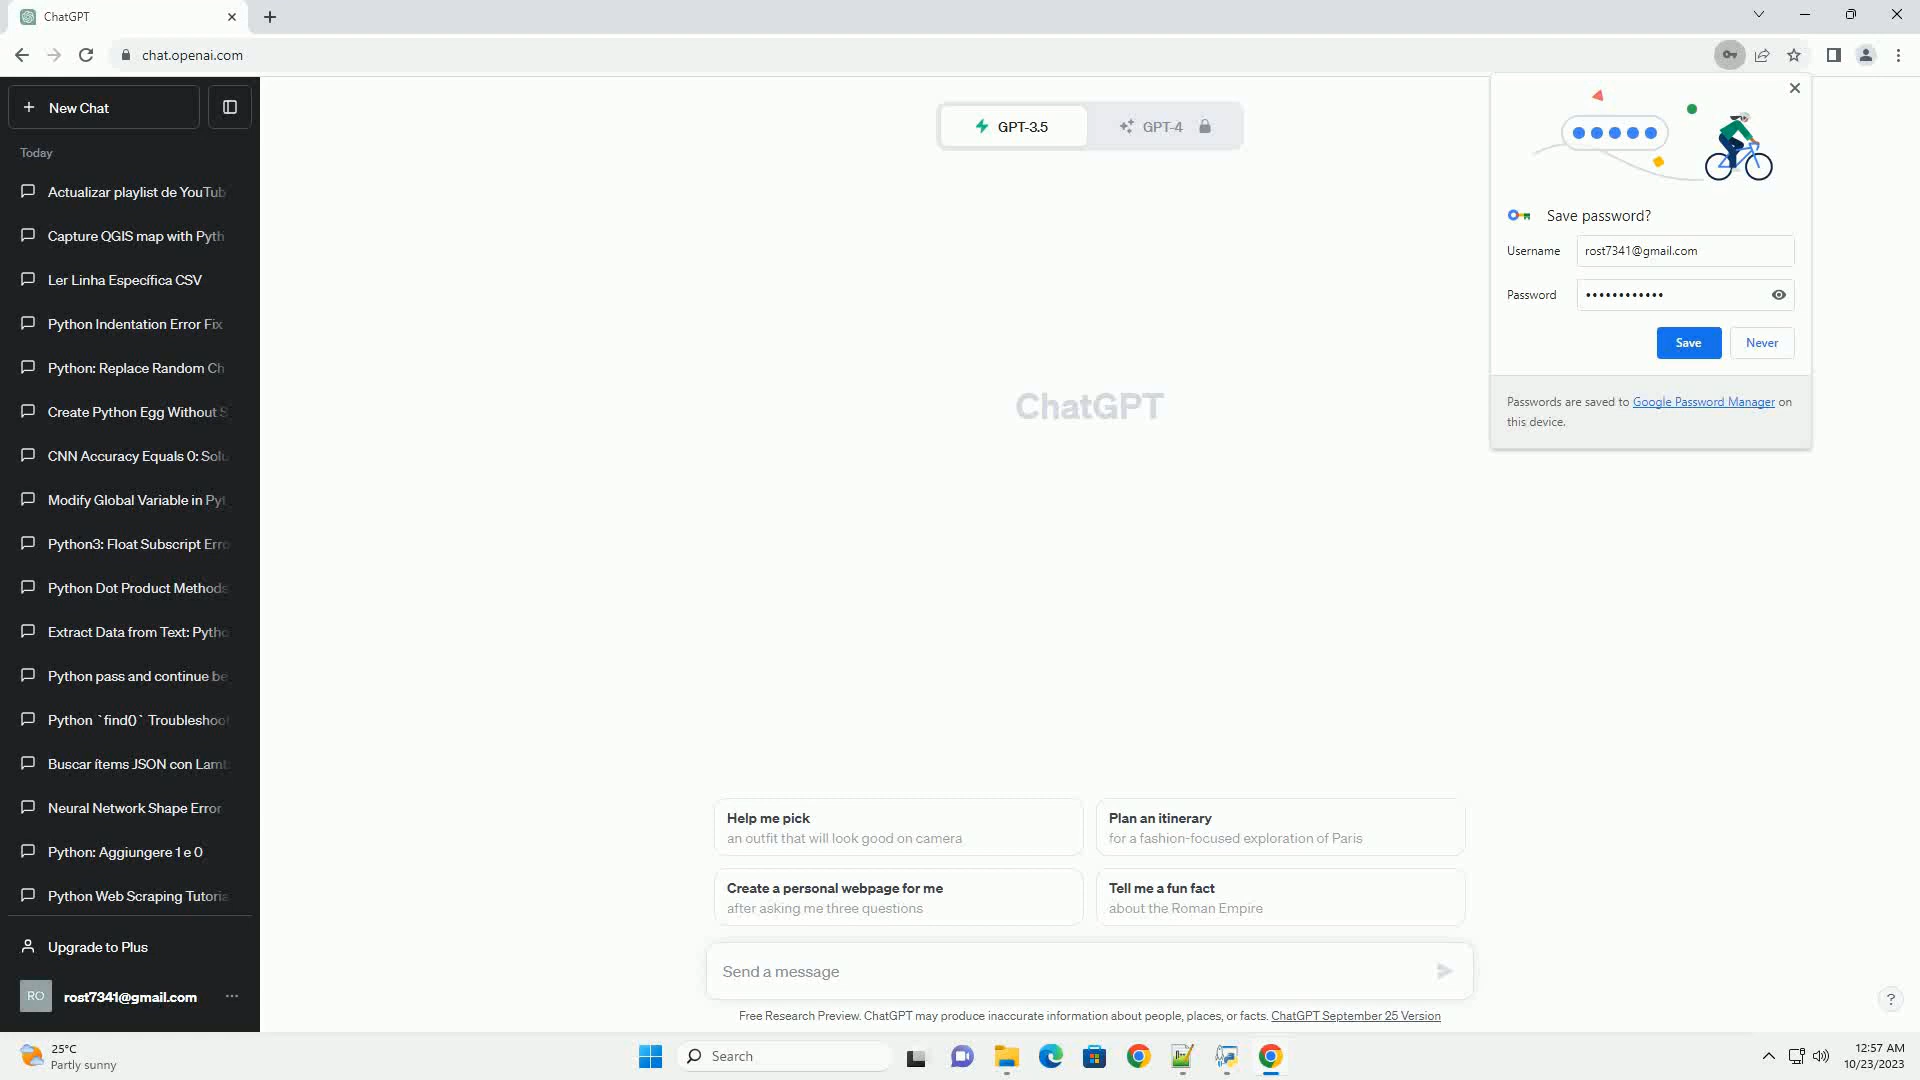 ChatGPT
chat.openai.com
New Chat
Today
Actualizar playlist de YouTub
Capture QGIS map with Pyth
Ler Linha Específica CSV
Python Indentation Error Fix
Python: Replace Random Ch
Create Python Egg Without S
CNN Accuracy Equals 0: Solu
Modify Global Variable in Pyt
Python3: Float Subscript Erro
Python Dot Product Methods
Extract Data from Text: Pytho
Python pass and continue be
Python `find()` Troubleshoot
Buscar ítems JSON con Lamb
Neural Network Shape Error
Python: Aggiungere 1 e 0
Python Web Scraping Tutoria
Upgrade to Plus
RO rost7341@gmail.com
GPT-3.5 GPT-4
ChatGPT
Save password?
Username rost7341@gmail.com
Password ••••••••••••
Save Never
Passwords are saved to Google Password Manager on
this device.
Help me pick
an outfit that will look good on camera
Plan an itinerary
for a fashion-focused exploration of Paris
Create a personal webpage for me
after asking me three questions
Tell me a fun fact
about the Roman Empire
Send a message
Free Research Preview. ChatGPT may produce inaccurate information about people, places, or facts. ChatGPT September 25 Version
?
25°C
Partly sunny
Search
12:57 AM
10/23/2023